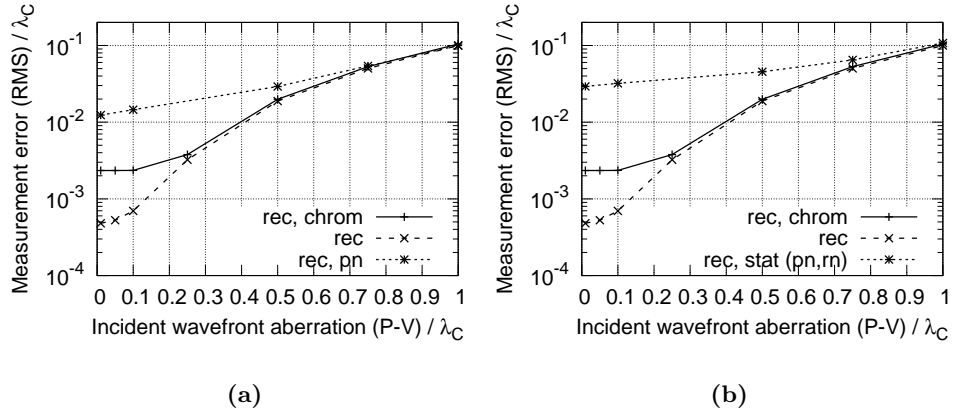 Measurement error (RMS) / λ_C
10^-1
10^-2
10^-3
10^-4
rec, chrom
rec
rec, pn
0 0.1 0.2 0.3 0.4 0.5 0.6 0.7 0.8 0.9 1
Incident wavefront aberration (P-V) / λ_C
(a)
Measurement error (RMS) / λ_C
10^-1
10^-2
10^-3
10^-4
rec, chrom
rec
rec, stat (pn,rn)
0 0.1 0.2 0.3 0.4 0.5 0.6 0.7 0.8 0.9 1
Incident wavefront aberration (P-V) / λ_C
(b)